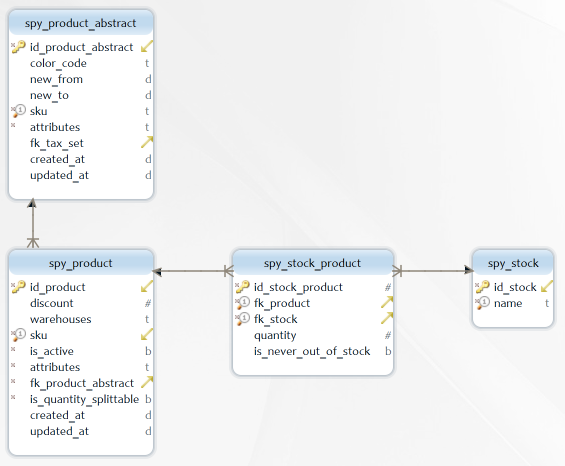 spy_product_abstract
id_product_abstract
color_code t
new_from d
new_to d
sku t
attributes t
fk_tax_set
created_at d
updated_at d
spy_product
id_product
discount #
warehouses t
sku
is_active b
attributes t
fk_product_abstract
is_quantity_splittable b
created_at d
updated_at d
spy_stock_product
id_stock_product #
fk_product
fk_stock
quantity #
is_never_out_of_stock b
spy_stock
id_stock
name t